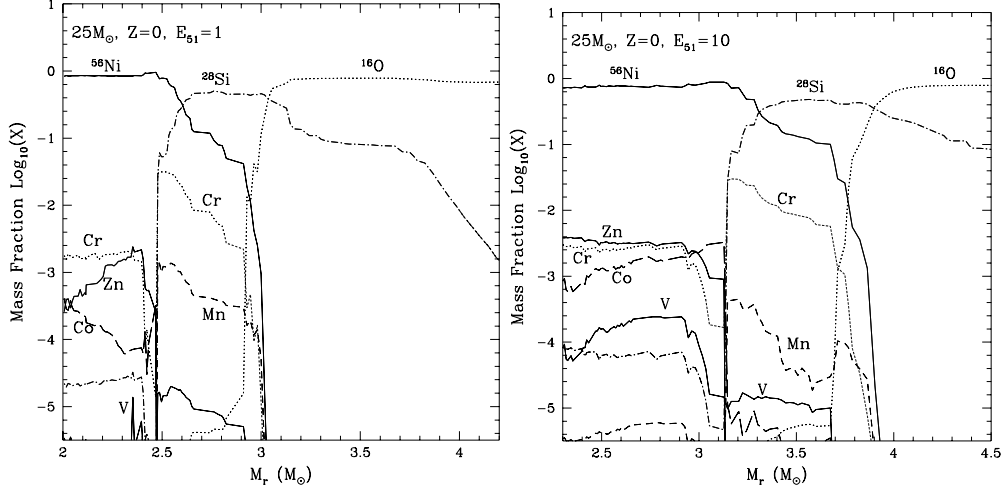 25M☉, Z=0, E₅₁=1
⁵⁶Ni
²⁸Si
¹⁶O
Cr
Cr
Zn
Co
Mn
V
0
-1
-2
-3
-4
-5
2
2.5
3
3.5
4
Mass Fraction Log₁₀(X)
Mᵣ (M☉)
25M☉, Z=0, E₅₁=10
⁵⁶Ni
²⁸Si
¹⁶O
Cr
Zn
Cr
Co
V
Mn
V
0
-1
-2
-3
-4
-5
2.5
3
3.5
4
4.5
Mass Fraction Log₁₀(X)
Mᵣ (M☉)